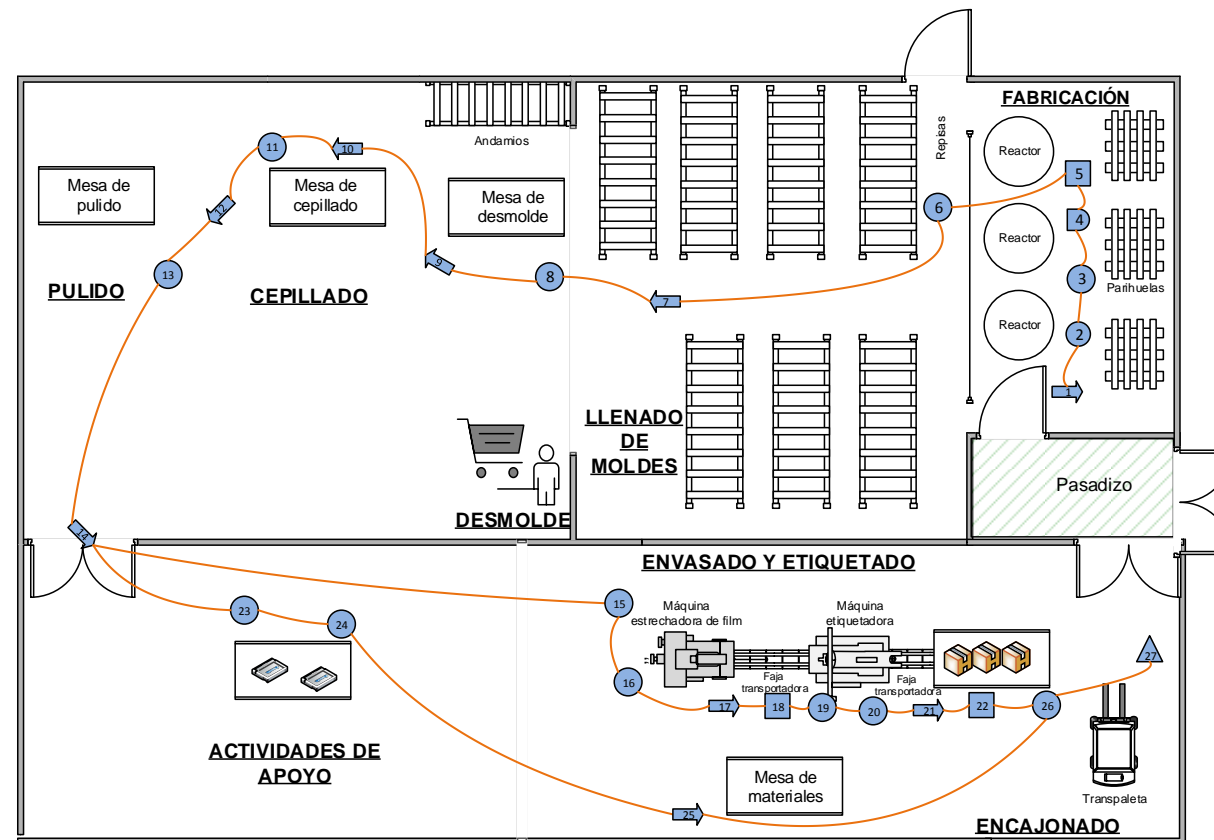 FABRICACIÓN
Repisas
Andamios
Reactor
Reactor
Reactor
Parihuelas
Mesa de
pulido
Mesa de
cepillado
Mesa de
desmolde
PULIDO
CEPILLADO
DESMOLDE
LLENADO
DE
MOLDES
Pasadizo
1
2
3
4
5
6
7
8
9
10
11
12
13
14
ENVASADO Y ETIQUETADO
Máquina
estrechadora de film
Máquina
etiquetadora
Faja
transportadora
Faja
transportadora
15
16
17
18
19
20
21
22
23
24
25
26
27
ACTIVIDADES DE
APOYO
Mesa de
materiales
Transpaleta
ENCAJONADO